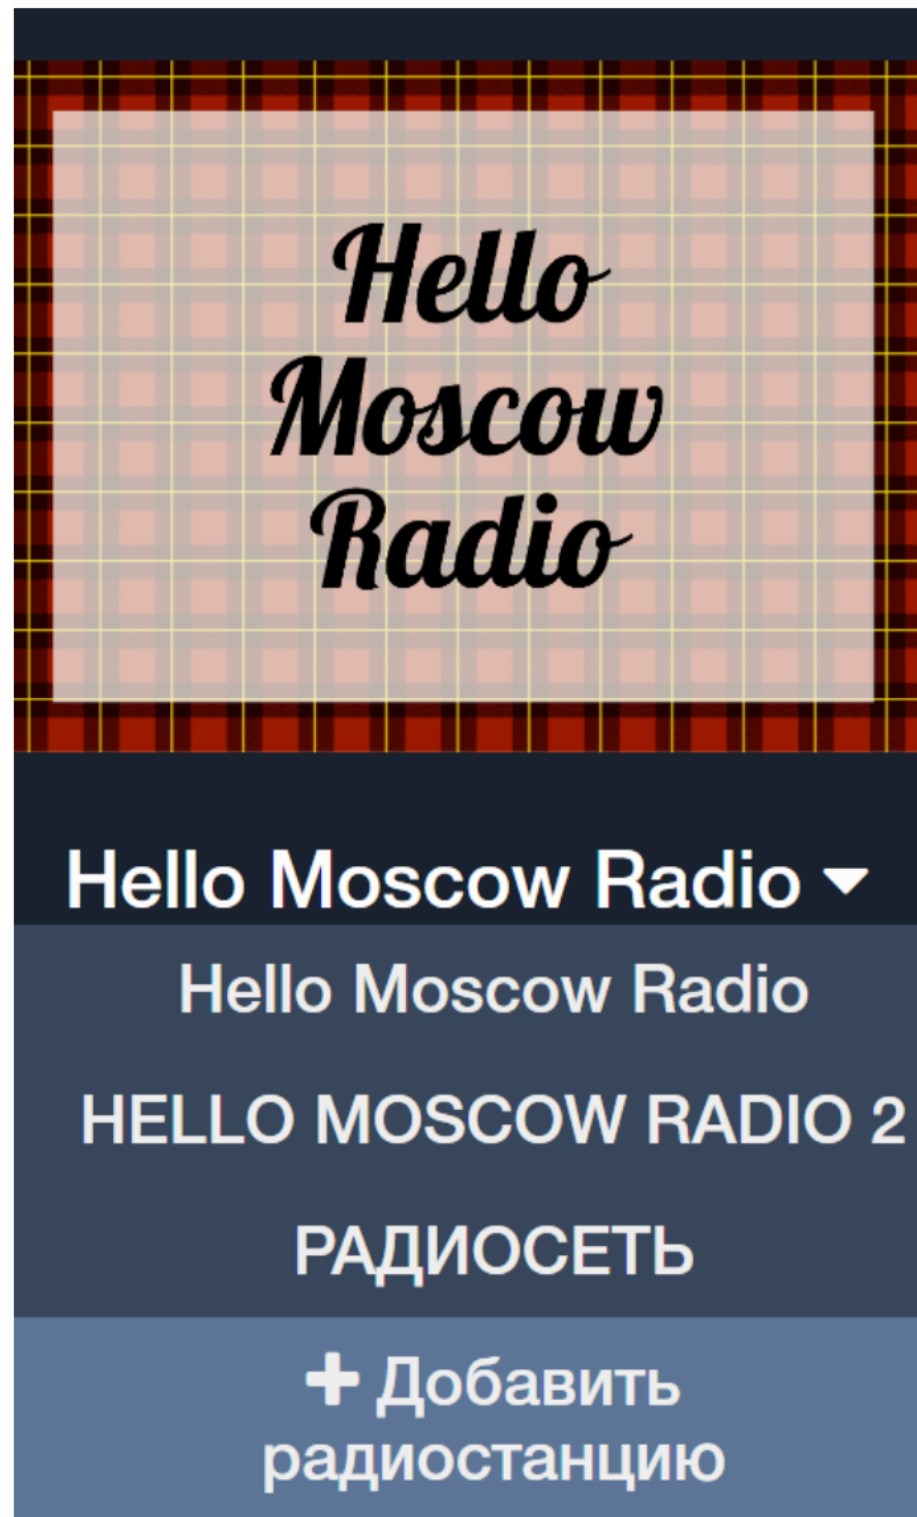 Hello
Moscow
Radio
Hello Moscow Radio
Hello Moscow Radio
HELLO MOSCOW RADIO 2
РАДИОСЕТЬ
Добавить
радиостанцию